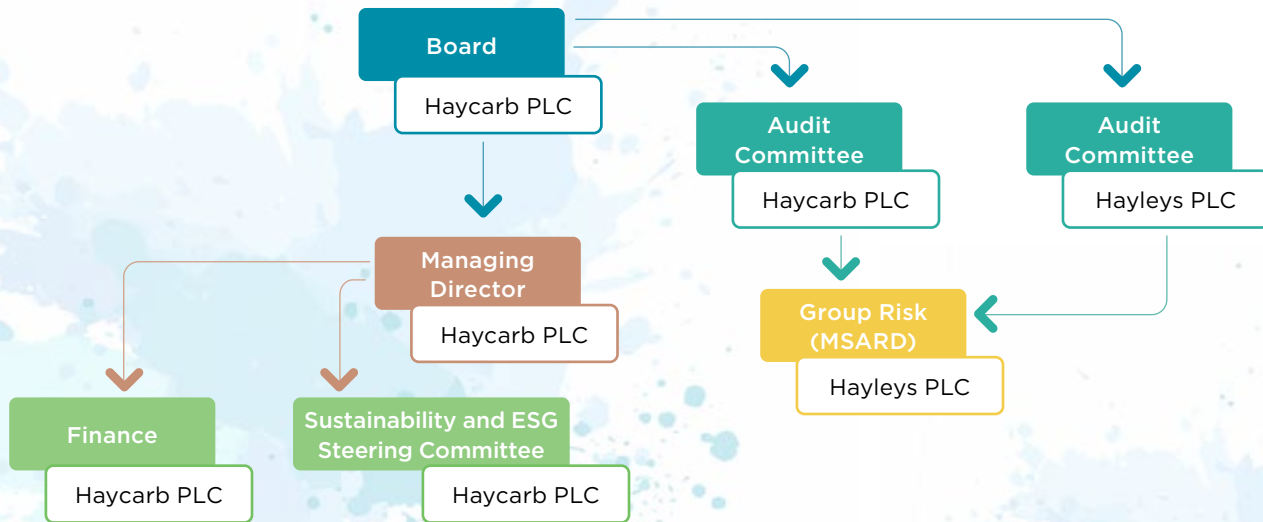 Board
Haycarb PLC
Audit
Committee
Haycarb PLC
Audit
Committee
Hayleys PLC
Managing
Director
Haycarb PLC
Group Risk
(MSARD)
Hayleys PLC
Finance
Haycarb PLC
Sustainability and ESG
Steering Committee
Haycarb PLC